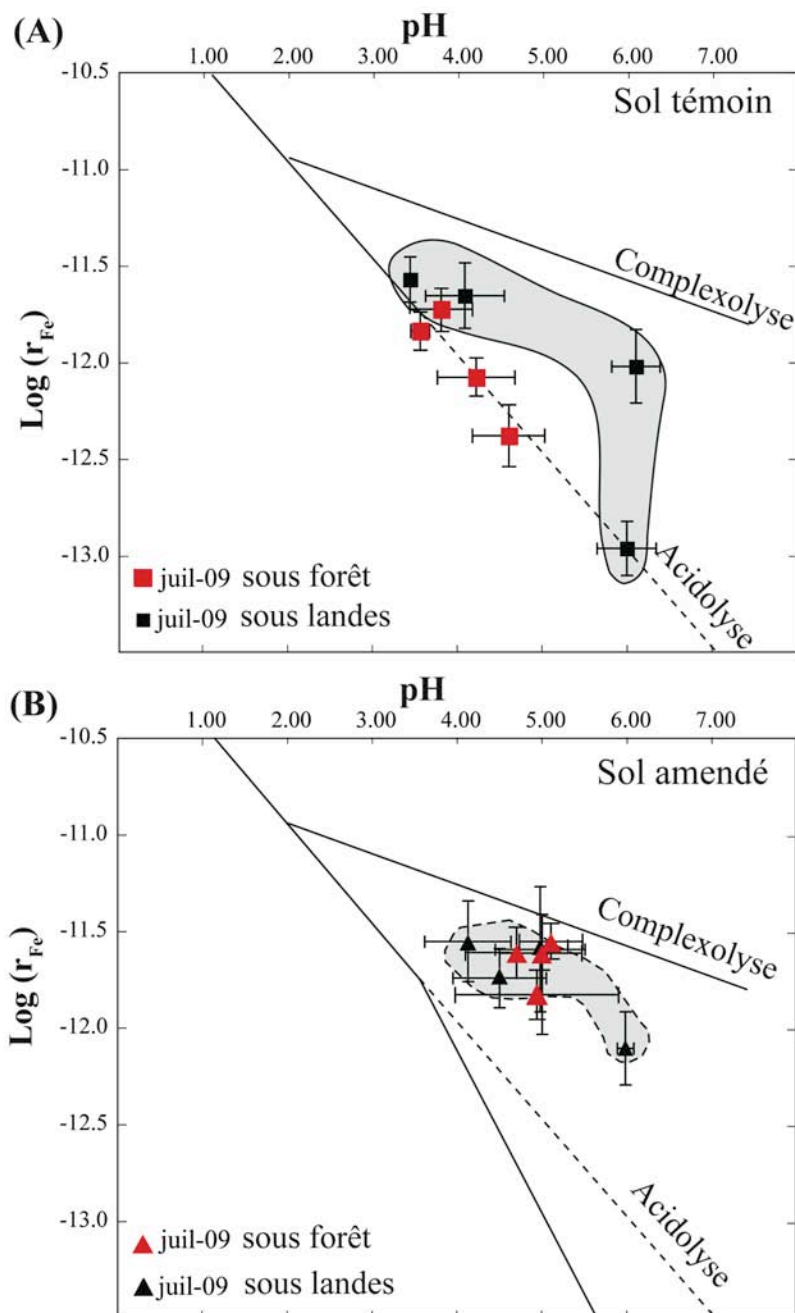 (A)
pH
1.00 2.00 3.00 4.00 5.00 6.00 7.00
-10.5
Sol témoin
-11.0
-11.5
Complexolyse
-12.0
Log (r_Fe)
-12.5
-13.0
Acidolyse
juil-09 sous forêt
juil-09 sous landes
(B)
pH
1.00 2.00 3.00 4.00 5.00 6.00 7.00
-10.5
Sol amendé
-11.0
-11.5
Complexolyse
-12.0
Log (r_Fe)
-12.5
-13.0
Acidolyse
juil-09 sous forêt
juil-09 sous landes